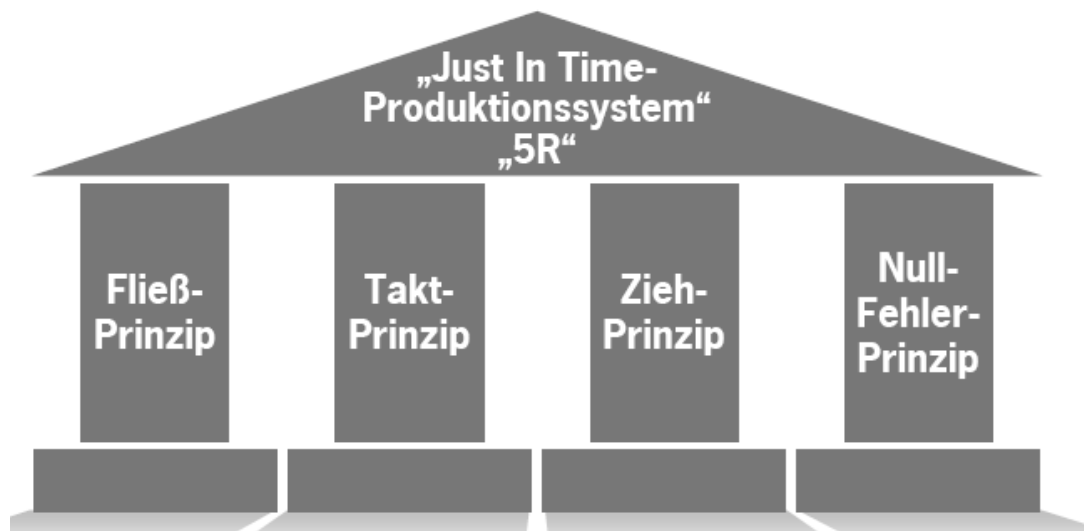 „Just In Time-
Produktionssystem“
„5R“
Fließ-
Prinzip
Takt-
Prinzip
Zieh-
Prinzip
Null-
Fehler-
Prinzip